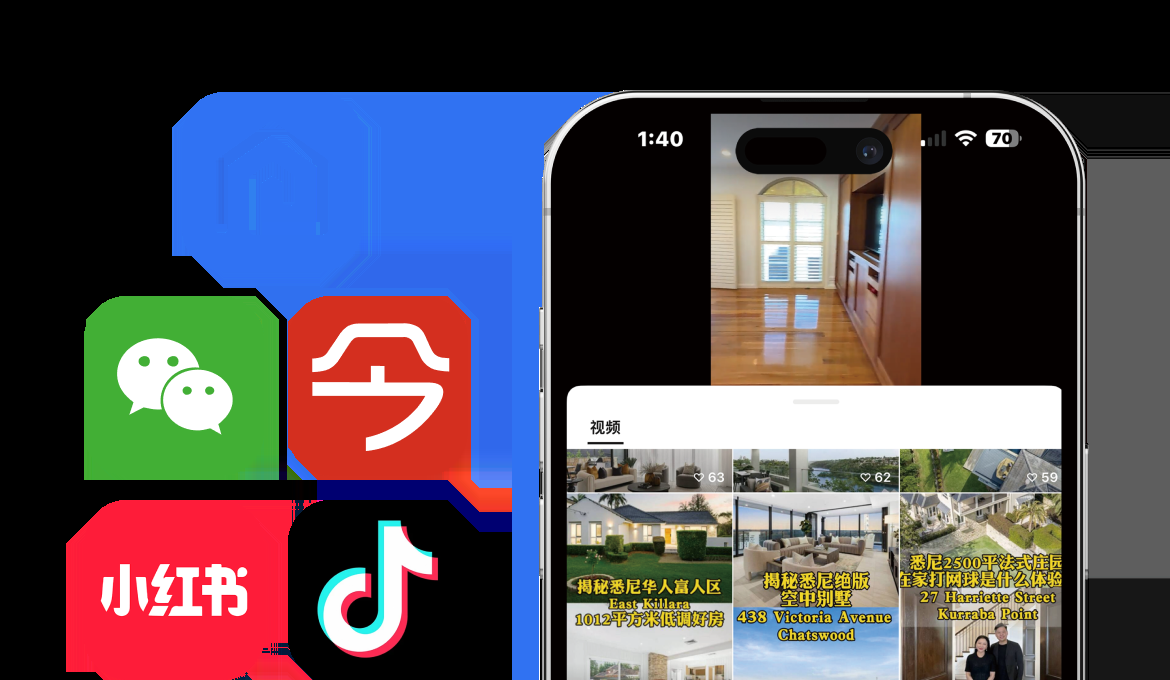 1:40
70
视频
63
62
59
揭秘悉尼华人富人区
East Killara
1012平方米低调好房
揭秘悉尼绝版
空中别墅
438 Victoria Avenue
Chatswood
悉尼2500平法式庄园
在家打网球是什么体验
27 Harriette Street
Kurraba Point
今
小红书